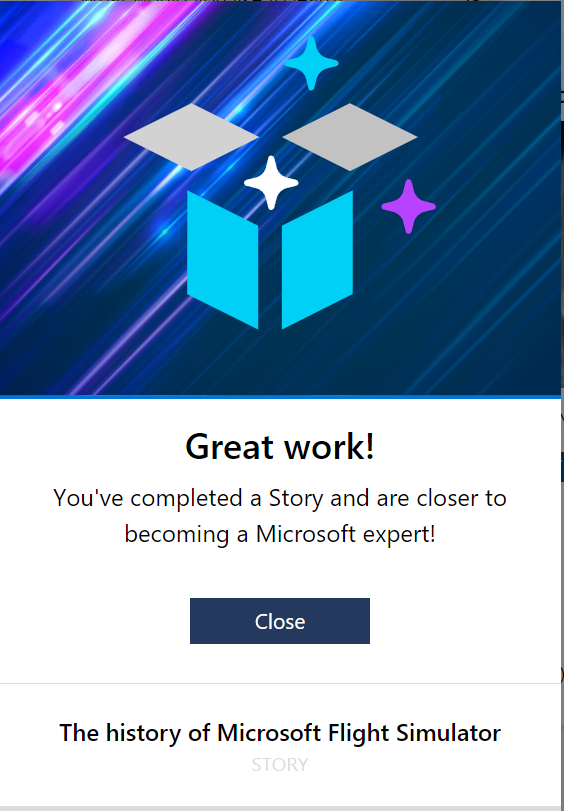 Great work!
You've completed a Story and are closer to
becoming a Microsoft expert!
Close
The history of Microsoft Flight Simulator
STORY